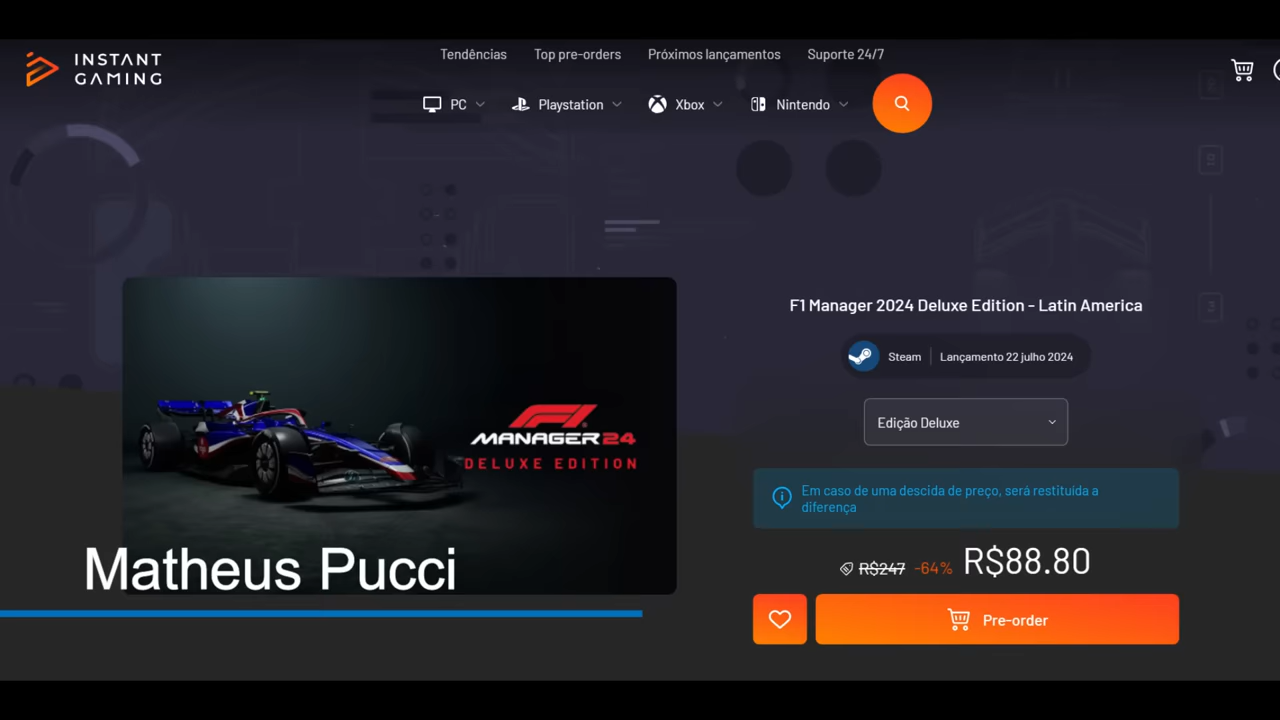 INSTANT
GAMING
Tendências Top pre-orders Próximos lançamentos Suporte 24/7
PC Playstation Xbox Nintendo
F1 Manager 2024 Deluxe Edition - Latin America
Steam Lançamento 22 julho 2024
Edição Deluxe
F1
MANAGER24
DELUXE EDITION
Em caso de uma descida de preço, será restituída a
diferença
R$247 -64% R$88.80
Matheus Pucci
Pre-order